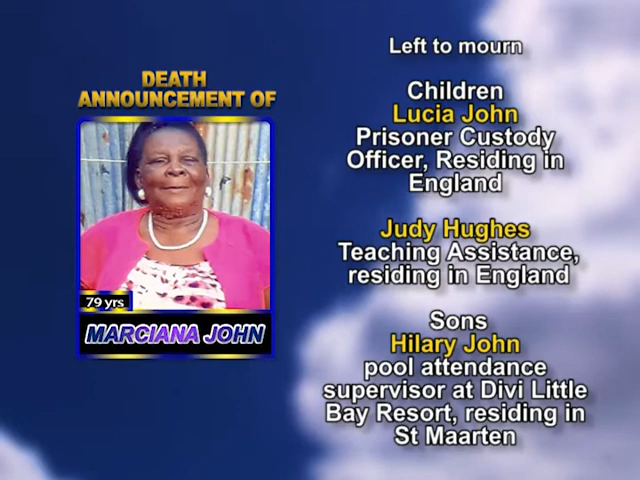 DEATH
ANNOUNCEMENT OF
79 yrs
MARCIANA JOHN
Left to mourn
Children
Lucia John
Prisoner Custody
Officer, Residing in
England
Judy Hughes
Teaching Assistance,
residing in England
Sons
Hilary John
pool attendance
supervisor at Divi Little
Bay Resort, residing in
St Maarten